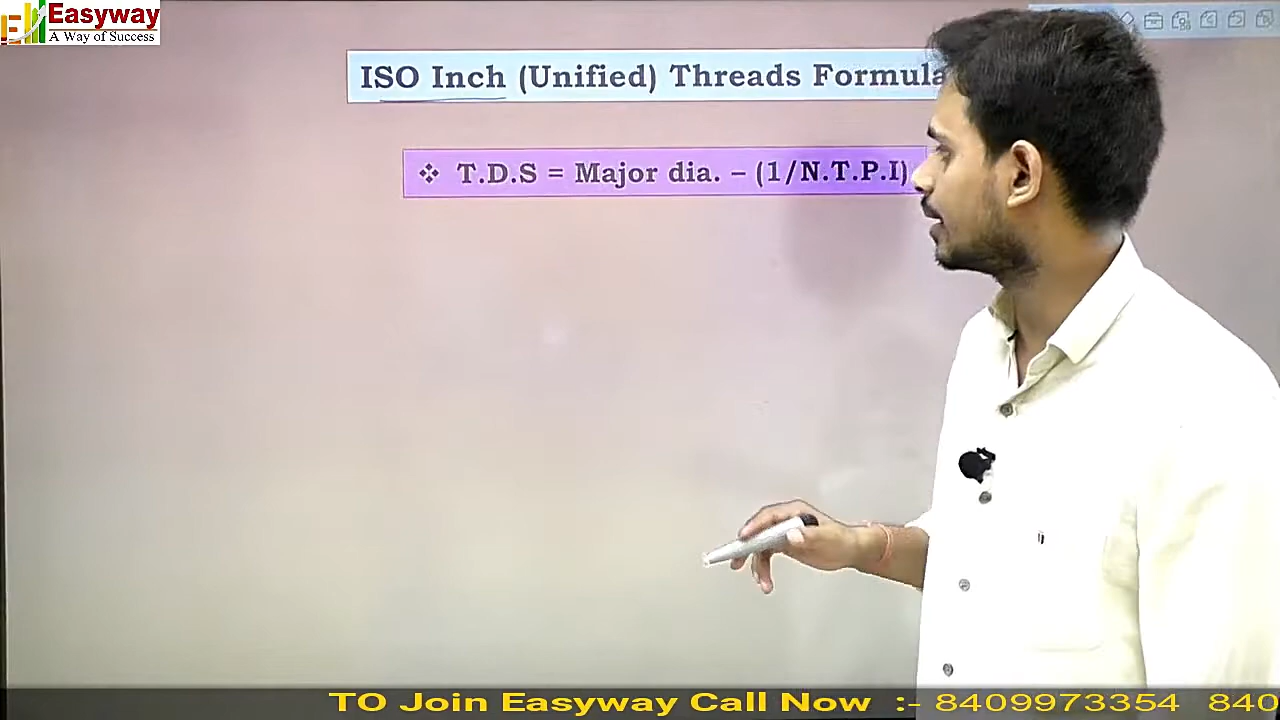 Easyway
A Way of Success
ISO Inch (Unified) Threads Formula
❖ T.D.S = Major dia. – (1/N.T.P.I)
TO Join Easyway Call Now :- 8409973354 840